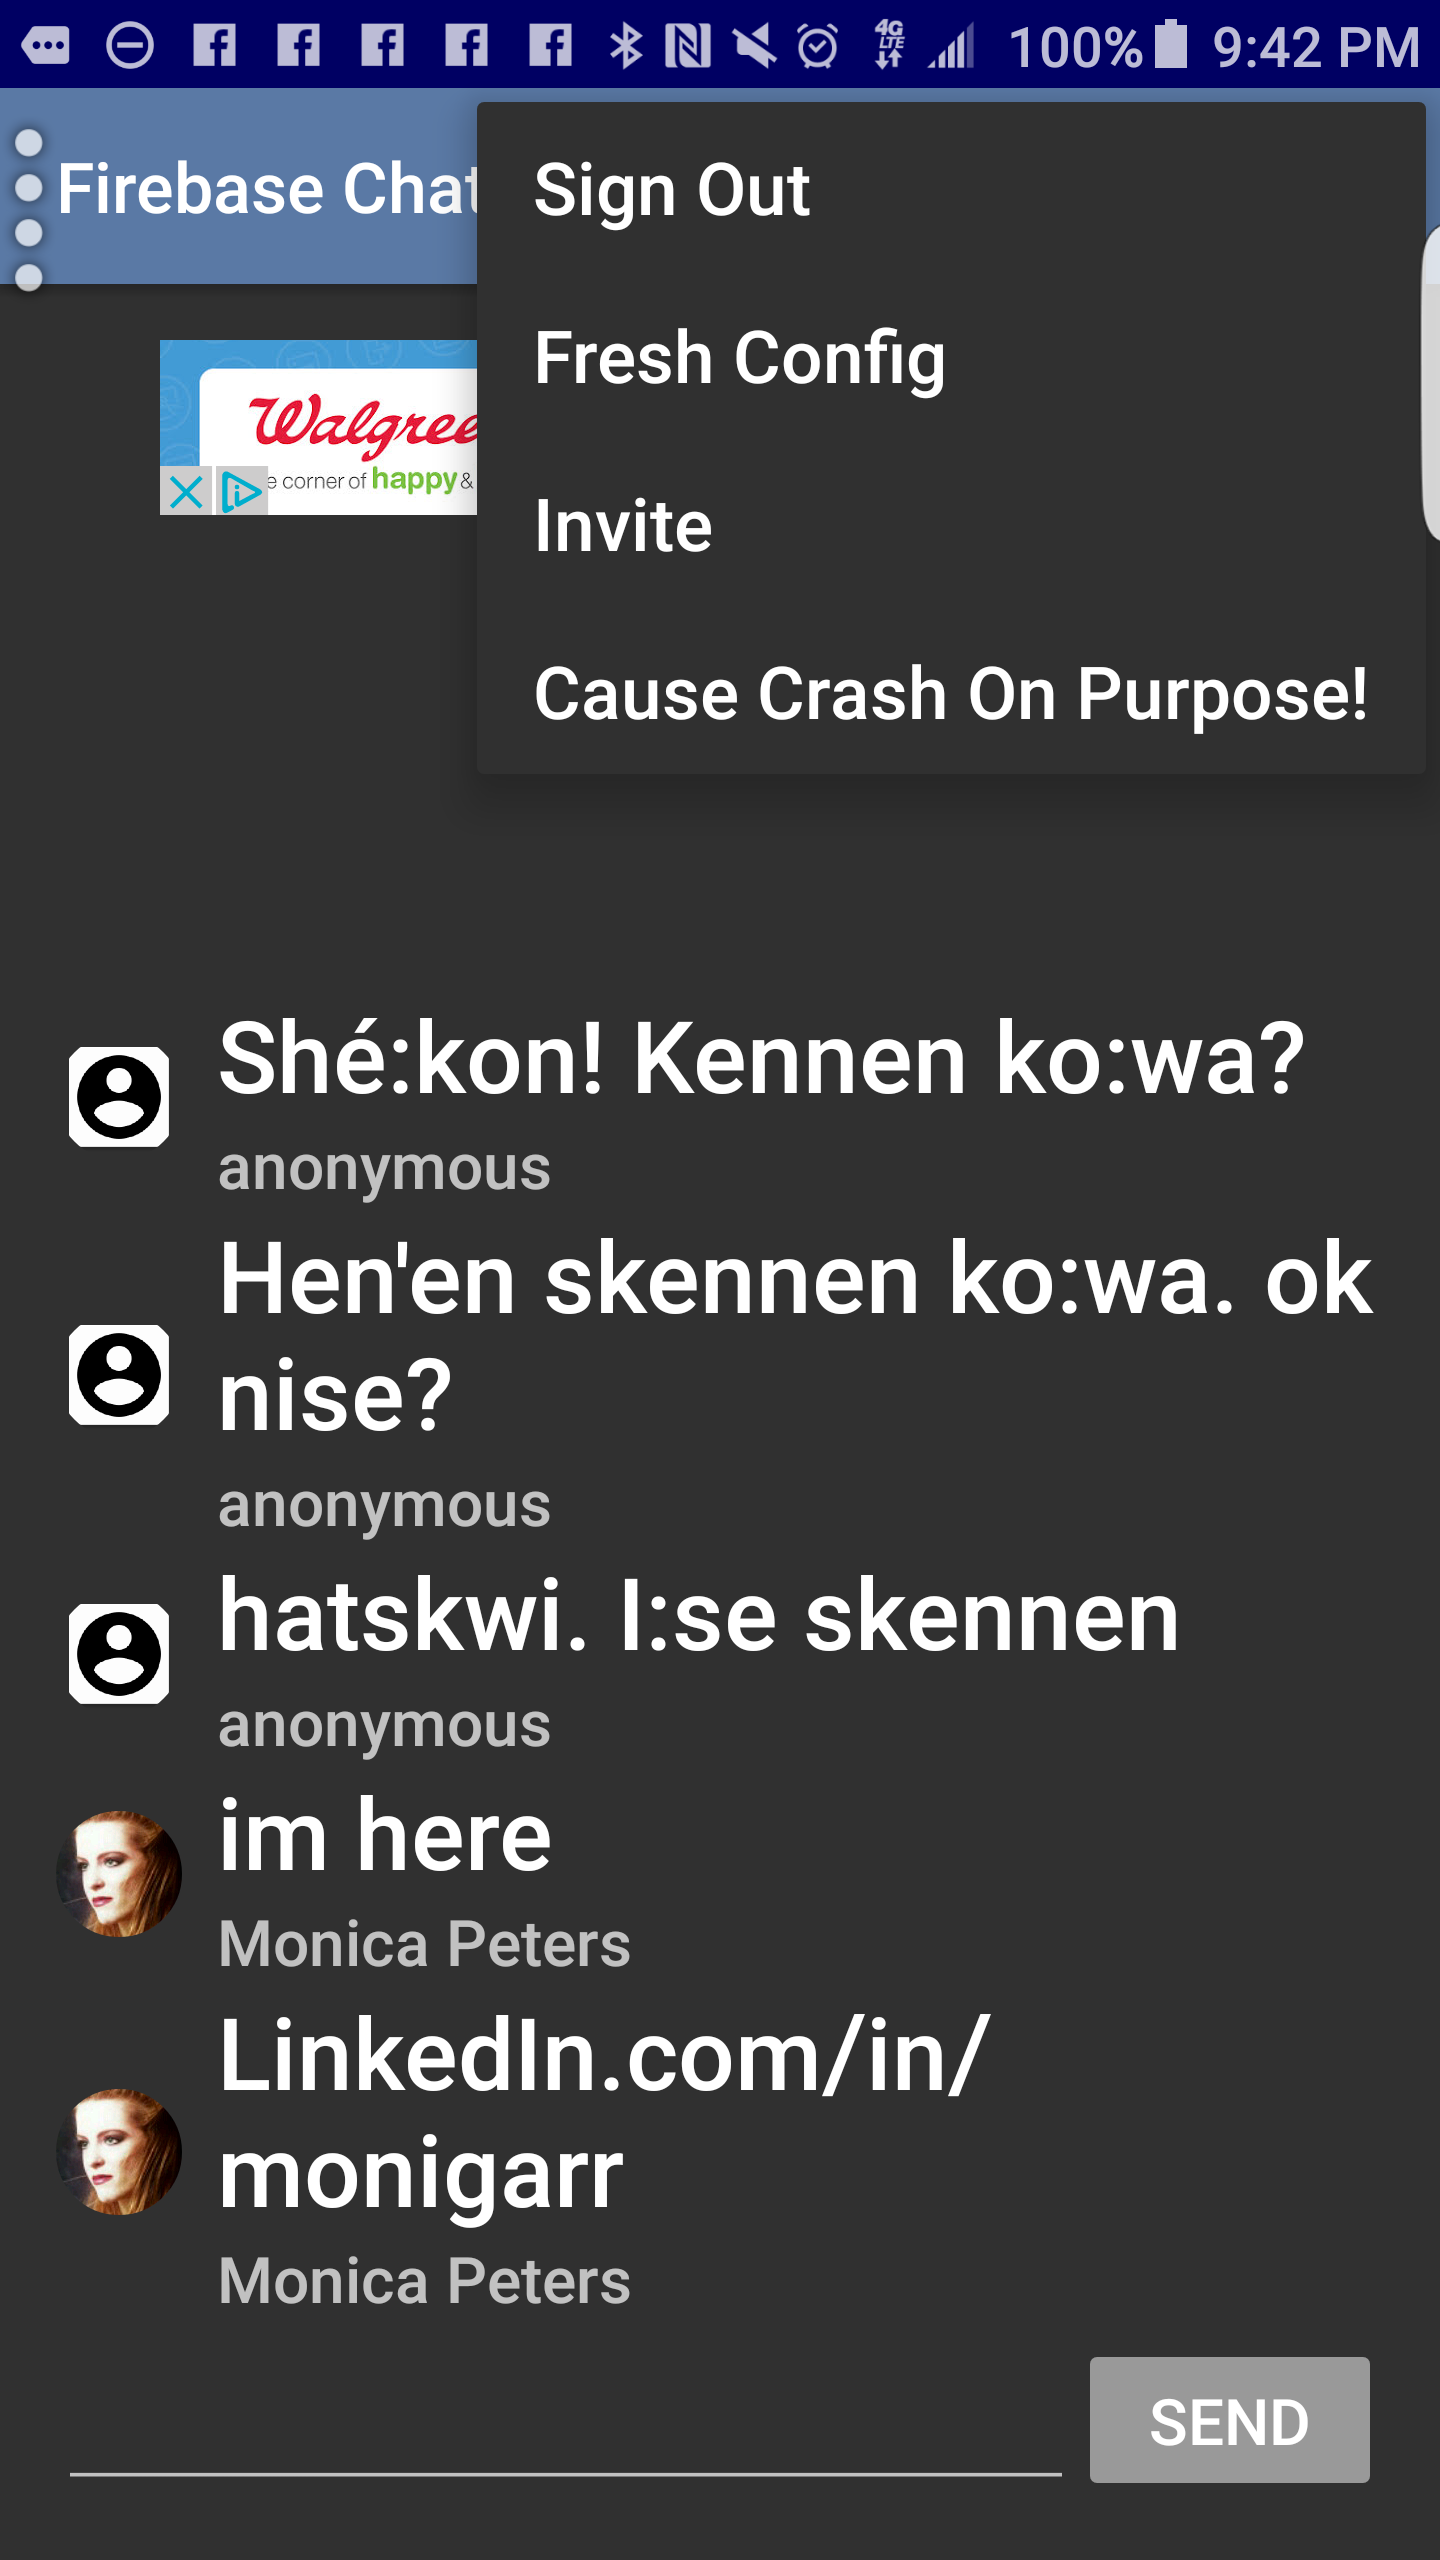 4G
LTE
100%
9:42 PM
Firebase Chat
Sign Out
Fresh Config
Invite
Cause Crash On Purpose!
Walgree
e corner of happy &
Shé:kon! Kennen ko:wa?
anonymous
Hen'en skennen ko:wa. ok
nise?
anonymous
hatskwi. I:se skennen
anonymous
im here
Monica Peters
LinkedIn.com/in/
monigarr
Monica Peters
SEND